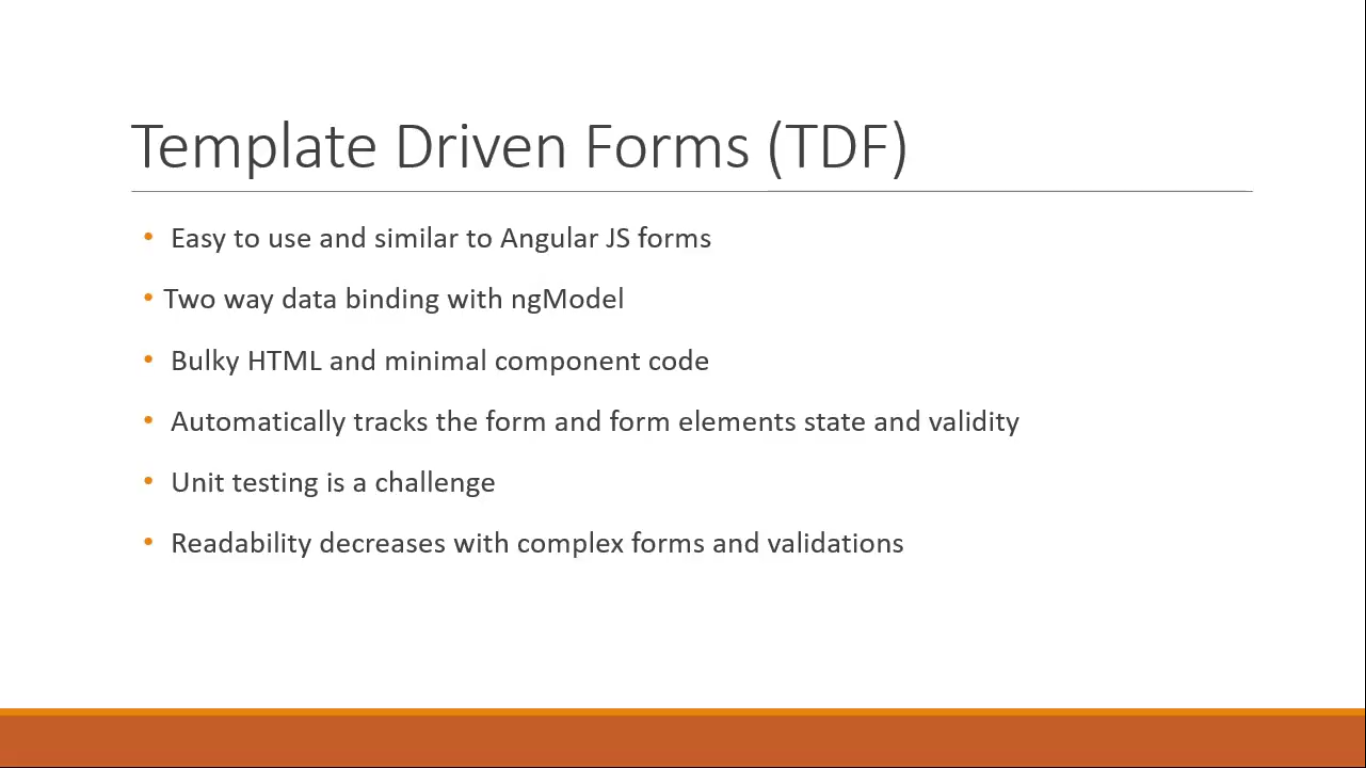 Template Driven Forms (TDF)
• Easy to use and similar to Angular JS forms
• Two way data binding with ngModel
• Bulky HTML and minimal component code
• Automatically tracks the form and form elements state and validity
• Unit testing is a challenge
• Readability decreases with complex forms and validations